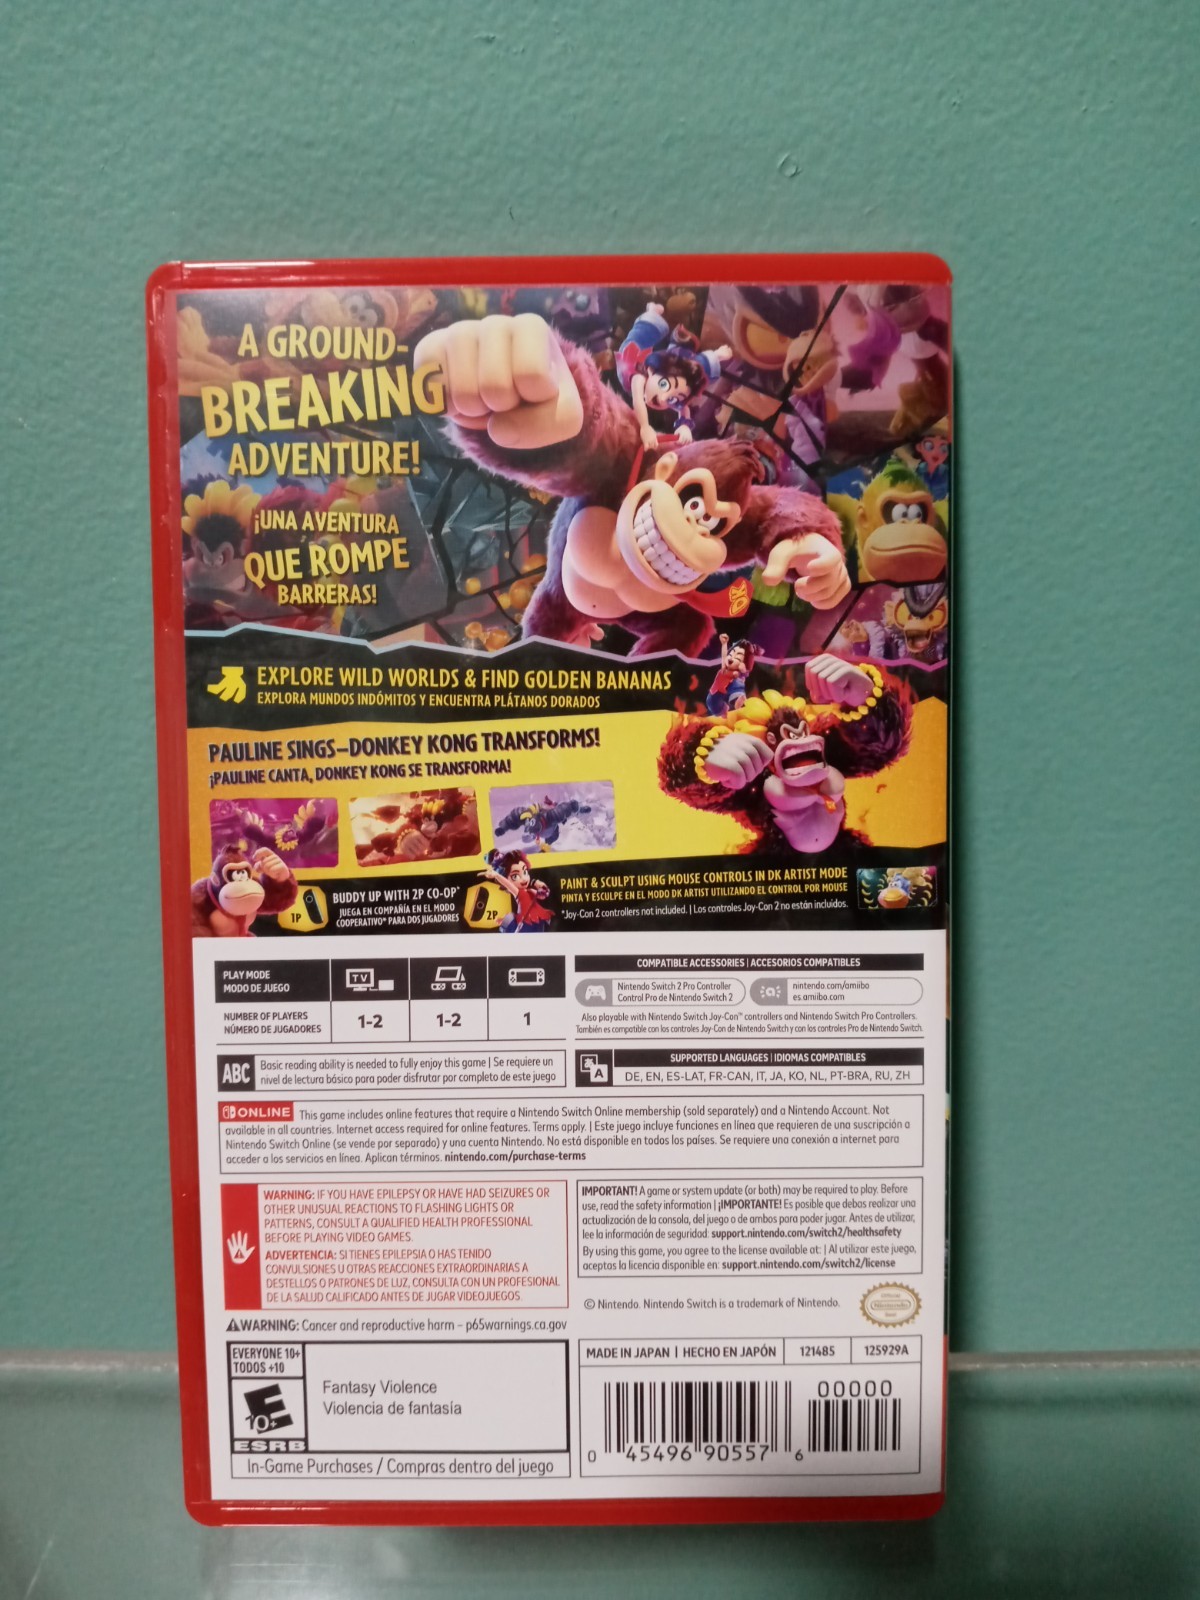 A GROUND-
BREAKING
ADVENTURE!
¡UNA AVENTURA
QUE ROMPE
BARRERAS!
DK
EXPLORE WILD WORLDS & FIND GOLDEN BANANAS
EXPLORA MUNDOS INDÓMITOS Y ENCUENTRA PLÁTANOS DORADOS
PAULINE SINGS—DONKEY KONG TRANSFORMS!
¡PAULINE CANTA, DONKEY KONG SE TRANSFORMA!
1P
BUDDY UP WITH 2P CO-OP*
JUEGA EN COMPAÑÍA EN EL MODO
COOPERATIVO* PARA DOS JUGADORES
2P
PAINT & SCULPT USING MOUSE CONTROLS IN DK ARTIST MODE
PINTA Y ESCULPE EN EL MODO DK ARTIST UTILIZANDO EL CONTROL POR MOUSE
*Joy-Con 2 controllers not included. | Los controles Joy-Con 2 no están incluidos.
PLAY MODE
MODO DE JUEGO
TV
NUMBER OF PLAYERS
NÚMERO DE JUGADORES
1-2
1-2
1
COMPATIBLE ACCESSORIES | ACCESORIOS COMPATIBLES
Nintendo Switch 2 Pro Controller
Control Pro de Nintendo Switch 2
nintendo.com/amiibo
es.amiibo.com
Also playable with Nintendo Switch Joy-Con™ controllers and Nintendo Switch Pro Controllers.
También es compatible con los controles Joy-Con de Nintendo Switch y con los controles Pro de Nintendo Switch.
ABC
Basic reading ability is needed to fully enjoy this game | Se requiere un
nivel de lectura básico para poder disfrutar por completo de este juego
A
SUPPORTED LANGUAGES | IDIOMAS COMPATIBLES
DE, EN, ES-LAT, FR-CAN, IT, JA, KO, NL, PT-BRA, RU, ZH
ONLINE This game includes online features that require a Nintendo Switch Online membership (sold separately) and a Nintendo Account. Not
available in all countries. Internet access required for online features. Terms apply. | Este juego incluye funciones en línea que requieren de una suscripción a
Nintendo Switch Online (se vende por separado) y una cuenta Nintendo. No está disponible en todos los países. Se requiere una conexión a internet para
acceder a los servicios en línea. Aplican términos. nintendo.com/purchase-terms
WARNING: IF YOU HAVE EPILEPSY OR HAVE HAD SEIZURES OR
OTHER UNUSUAL REACTIONS TO FLASHING LIGHTS OR
PATTERNS, CONSULT A QUALIFIED HEALTH PROFESSIONAL
BEFORE PLAYING VIDEO GAMES.
ADVERTENCIA: SI TIENES EPILEPSIA O HAS TENIDO
CONVULSIONES U OTRAS REACCIONES EXTRAORDINARIAS A
DESTELLOS O PATRONES DE LUZ, CONSULTA CON UN PROFESIONAL
DE LA SALUD CALIFICADO ANTES DE JUGAR VIDEOJUEGOS.
IMPORTANT! A game or system update (or both) may be required to play. Before
use, read the safety information | ¡IMPORTANTE! Es posible que debas realizar una
actualización de la consola, del juego o de ambos para poder jugar. Antes de utilizar,
lee la información de seguridad: support.nintendo.com/switch2/healthsafety
By using this game, you agree to the license available at: | Al utilizar este juego,
aceptas la licencia disponible en: support.nintendo.com/switch2/license
WARNING: Cancer and reproductive harm – p65warnings.ca.gov
© Nintendo. Nintendo Switch is a trademark of Nintendo.
Official
Nintendo
Seal
EVERYONE 10+
TODOS +10
E
10+
ESRB
Fantasy Violence
Violencia de fantasía
In-Game Purchases / Compras dentro del juego
MADE IN JAPAN | HECHO EN JAPÓN
121485
125929A
00000
0 45496 90557 6